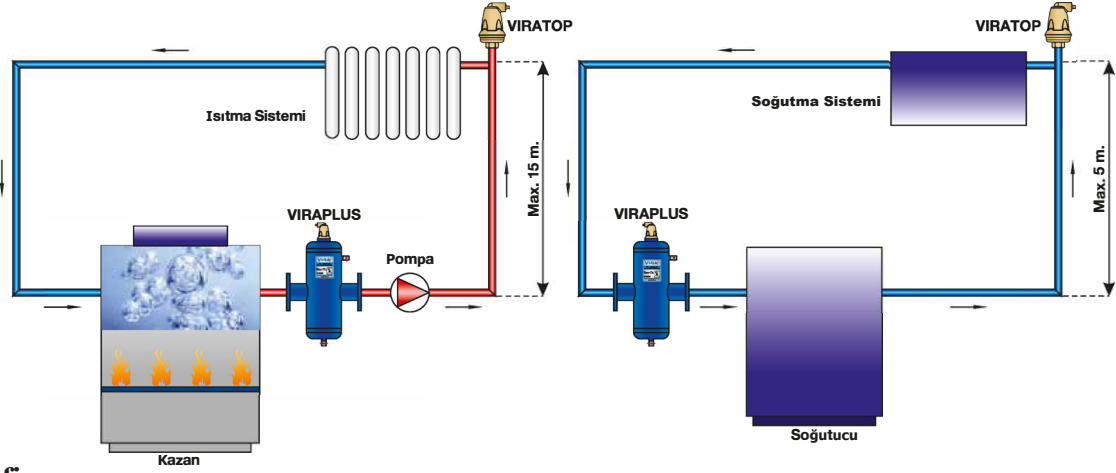 VIRATOP
Isıtma Sistemi
Max. 15 m.
VIRAPLUS
Pompa
Kazan
VIRATOP
Soğutma Sistemi
Max. 5 m.
VIRAPLUS
Soğutucu